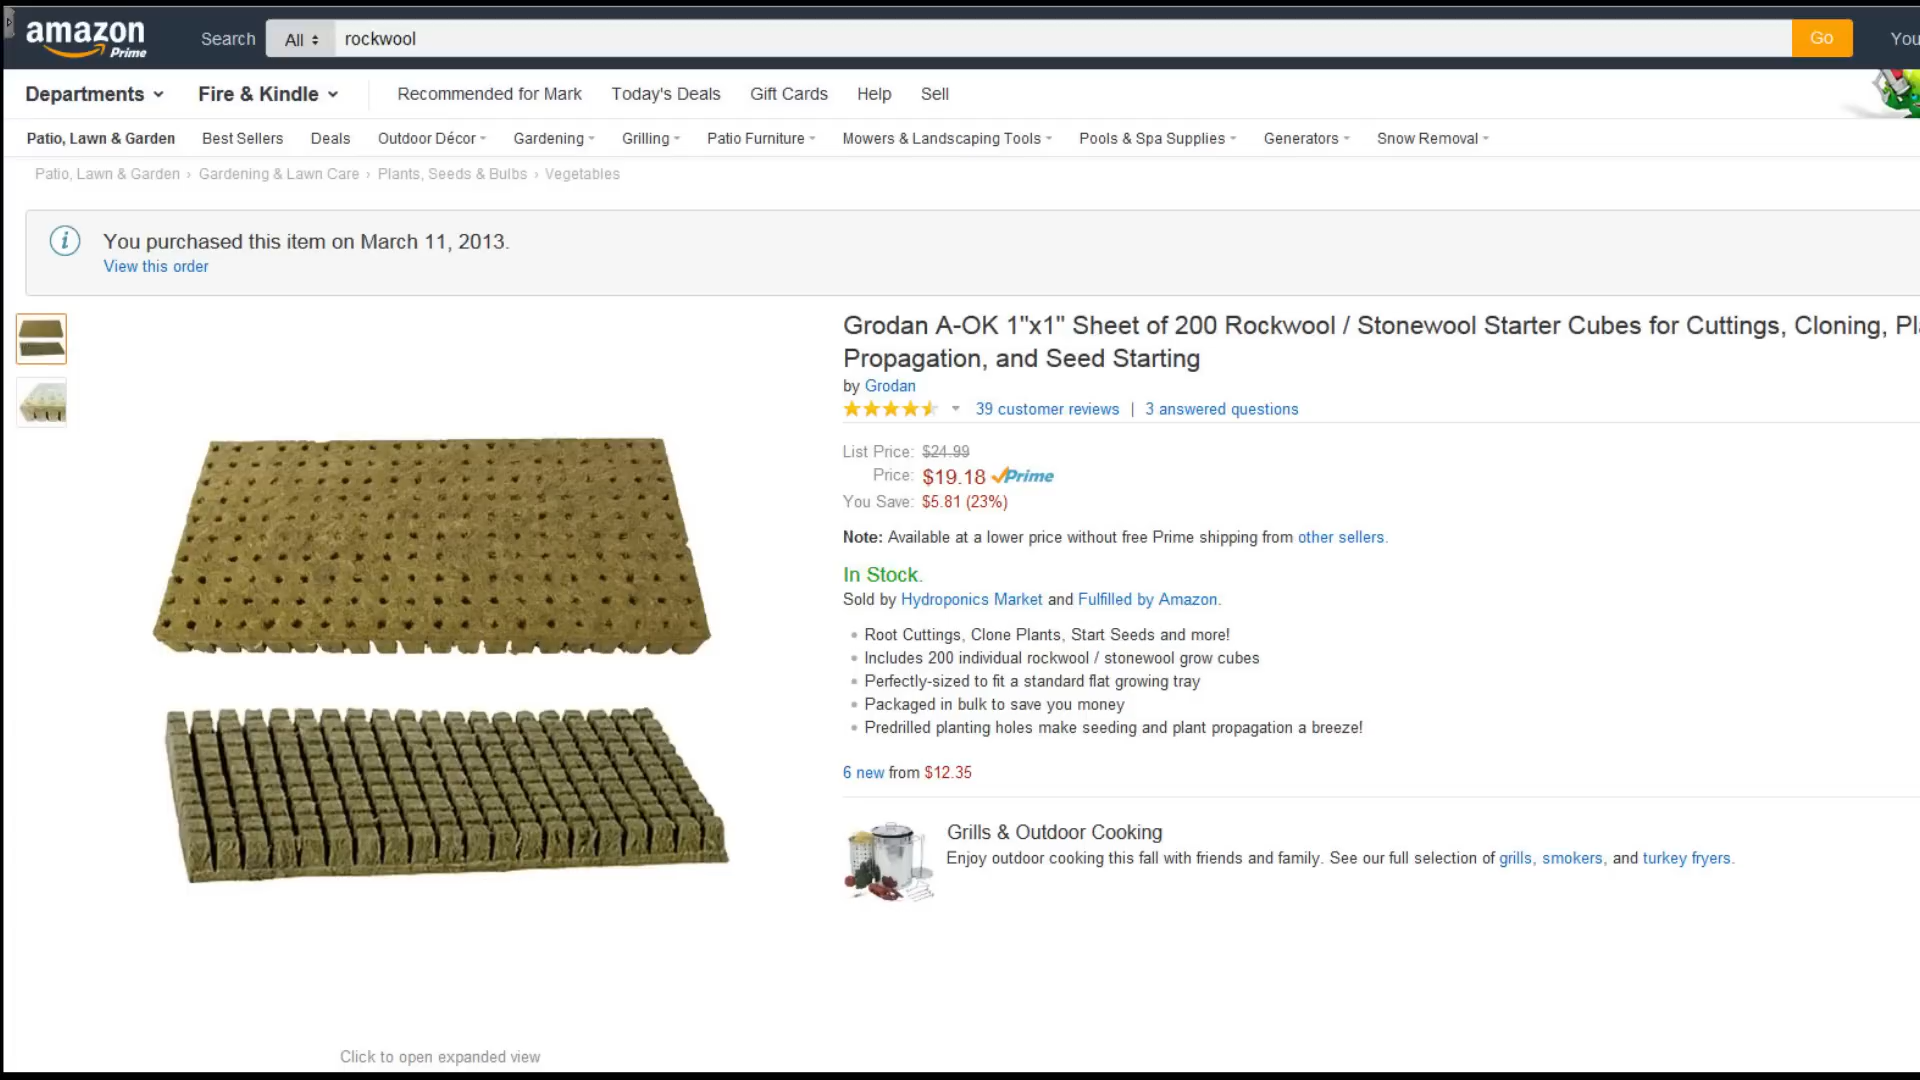 amazon
Prime
Search
All
rockwool
Go
Departments
Fire & Kindle
Recommended for Mark
Today's Deals
Gift Cards
Help
Sell
Patio, Lawn & Garden
Best Sellers
Deals
Outdoor Décor
Gardening
Grilling
Patio Furniture
Mowers & Landscaping Tools
Pools & Spa Supplies
Generators
Snow Removal
Patio, Lawn & Garden › Gardening & Lawn Care › Plants, Seeds & Bulbs › Vegetables
You purchased this item on March 11, 2013.
View this order
Grodan A-OK 1"x1" Sheet of 200 Rockwool / Stonewool Starter Cubes for Cuttings, Cloning,
Propagation, and Seed Starting
by Grodan
39 customer reviews | 3 answered questions
List Price: $24.99
Price: $19.18 Prime
You Save: $5.81 (23%)
Note: Available at a lower price without free Prime shipping from other sellers.
In Stock.
Sold by Hydroponics Market and Fulfilled by Amazon.
Root Cuttings, Clone Plants, Start Seeds and more!
Includes 200 individual rockwool / stonewool grow cubes
Perfectly-sized to fit a standard flat growing tray
Packaged in bulk to save you money
Predrilled planting holes make seeding and plant propagation a breeze!
6 new from $12.35
Grills & Outdoor Cooking
Enjoy outdoor cooking this fall with friends and family. See our full selection of grills, smokers, and turkey fryers.
Click to open expanded view